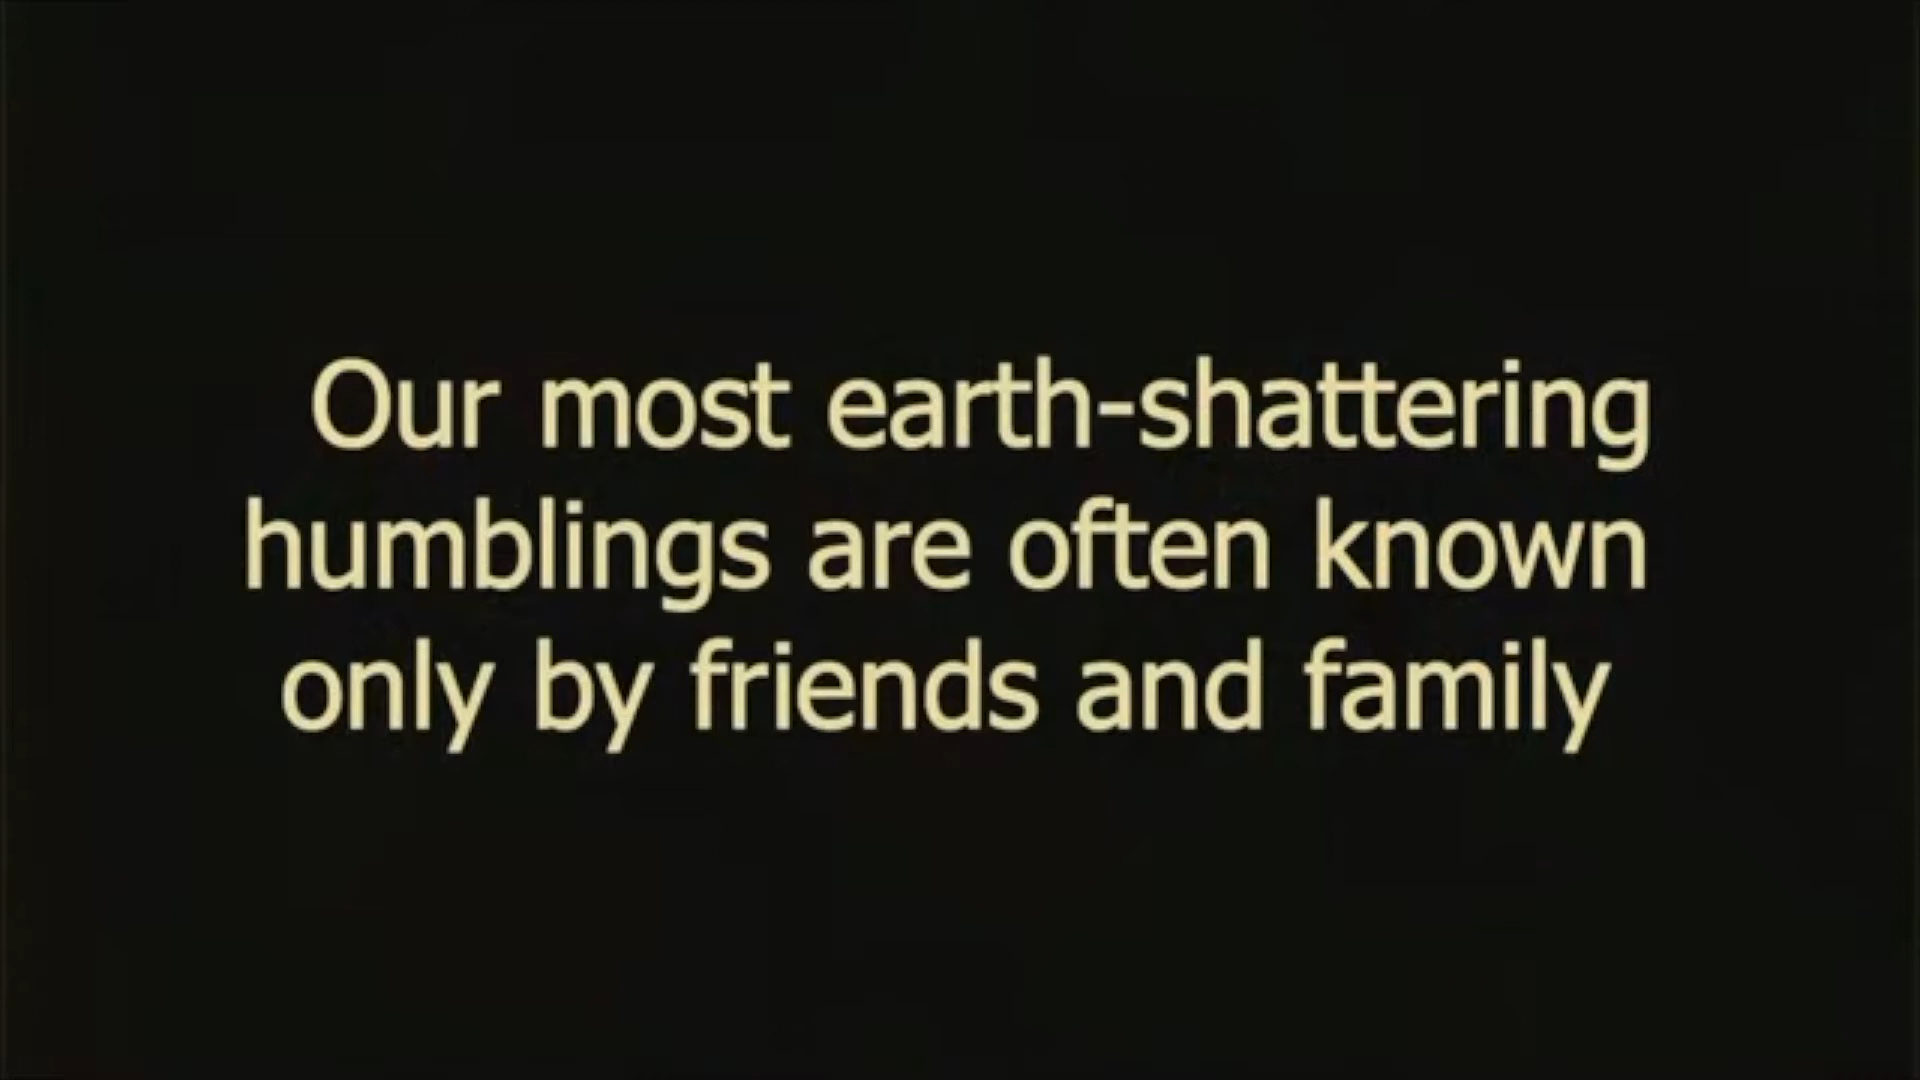 Our most earth-shattering
humblings are often known
only by friends and family